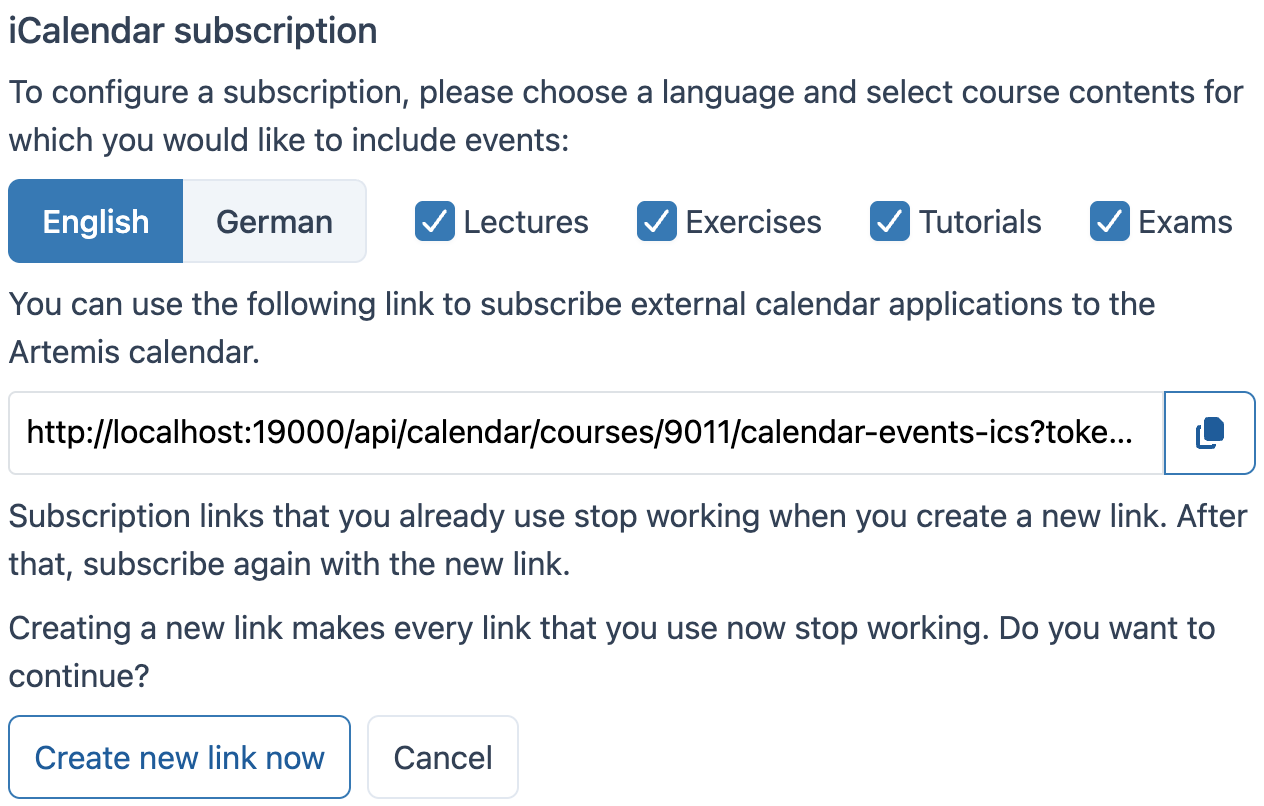 iCalendar subscription
To configure a subscription, please choose a language and select course contents for
which you would like to include events:
English German Lectures Exercises Tutorials Exams
You can use the following link to subscribe external calendar applications to the
Artemis calendar.
http://localhost:19000/api/calendar/courses/9011/calendar-events-ics?toke...
Subscription links that you already use stop working when you create a new link. After
that, subscribe again with the new link.
Creating a new link makes every link that you use now stop working. Do you want to
continue?
Create new link now Cancel